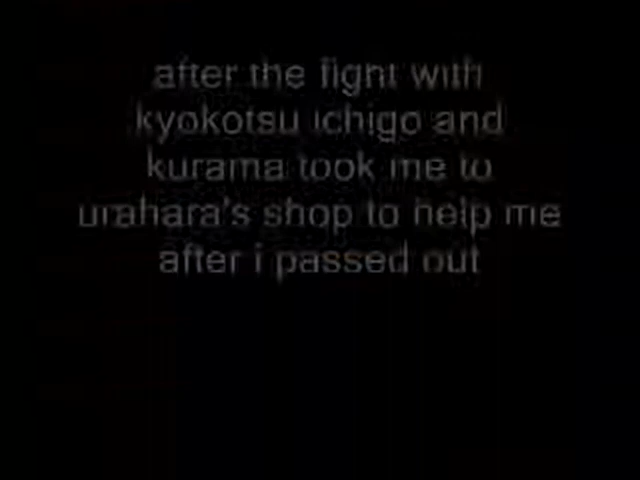 after the fight with
kyokotsu ichigo and
kurama took me to
urahara's shop to help me
after i passed out